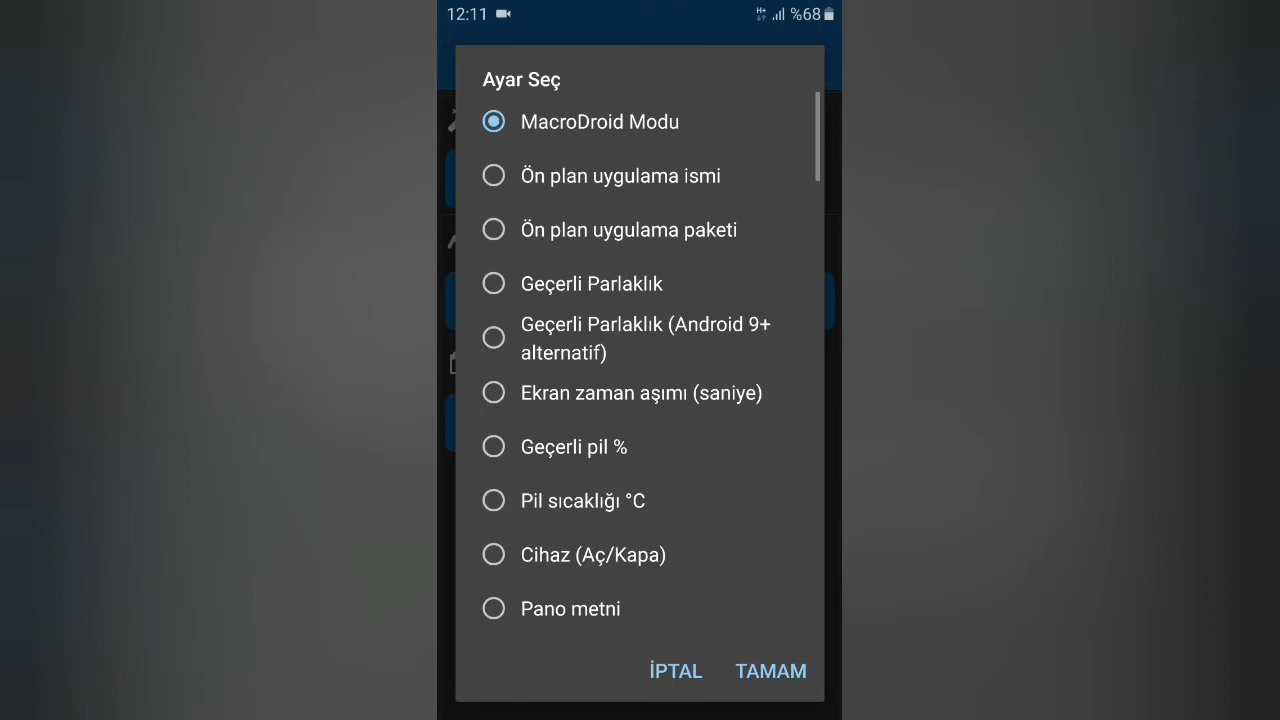 12:11 %68
Ayar Seç
MacroDroid Modu
Ön plan uygulama ismi
Ön plan uygulama paketi
Geçerli Parlaklık
Geçerli Parlaklık (Android 9+
alternatif)
Ekran zaman aşımı (saniye)
Geçerli pil %
Pil sıcaklığı °C
Cihaz (Aç/Kapa)
Pano metni
İPTAL TAMAM